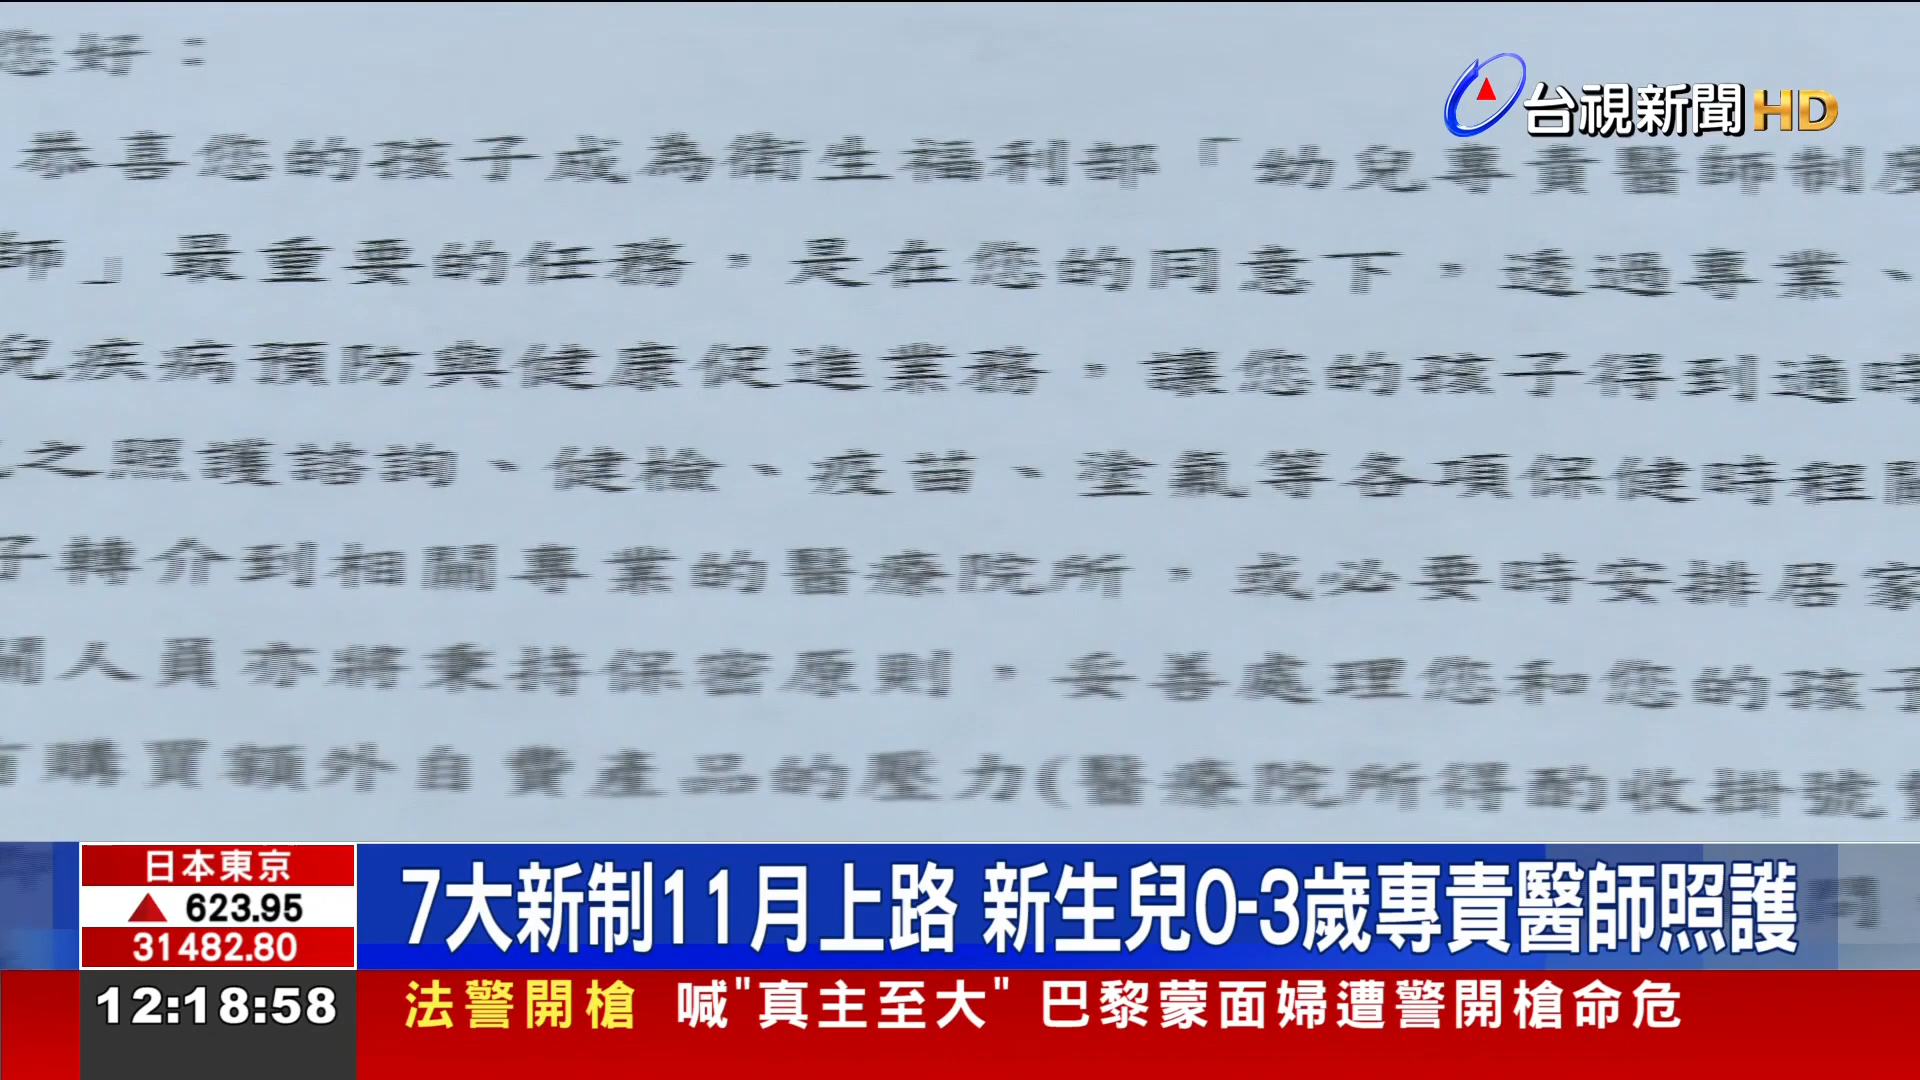 您好：
台視新聞HD
恭喜您的孩子成為衛生福利部「幼兒專責醫師制度
師」最重要的任務，是在您的同意下，透過專業、
兒疾病預防與健康促進業務，讓您的孩子得到適時
之照護諮詢、健檢、疫苗、塗氟等各項保健時程關
子轉介到相關專業的醫療院所，或必要時安排居家
關人員亦將秉持保密原則，妥善處理您和您的孩子
有購買額外自費產品的壓力(醫療院所得酌收掛號費
日本東京
▲ 623.95
31482.80
7大新制11月上路 新生兒0-3歲專責醫師照護
同
12:18:58
法警開槍 喊"真主至大" 巴黎蒙面婦遭警開槍命危